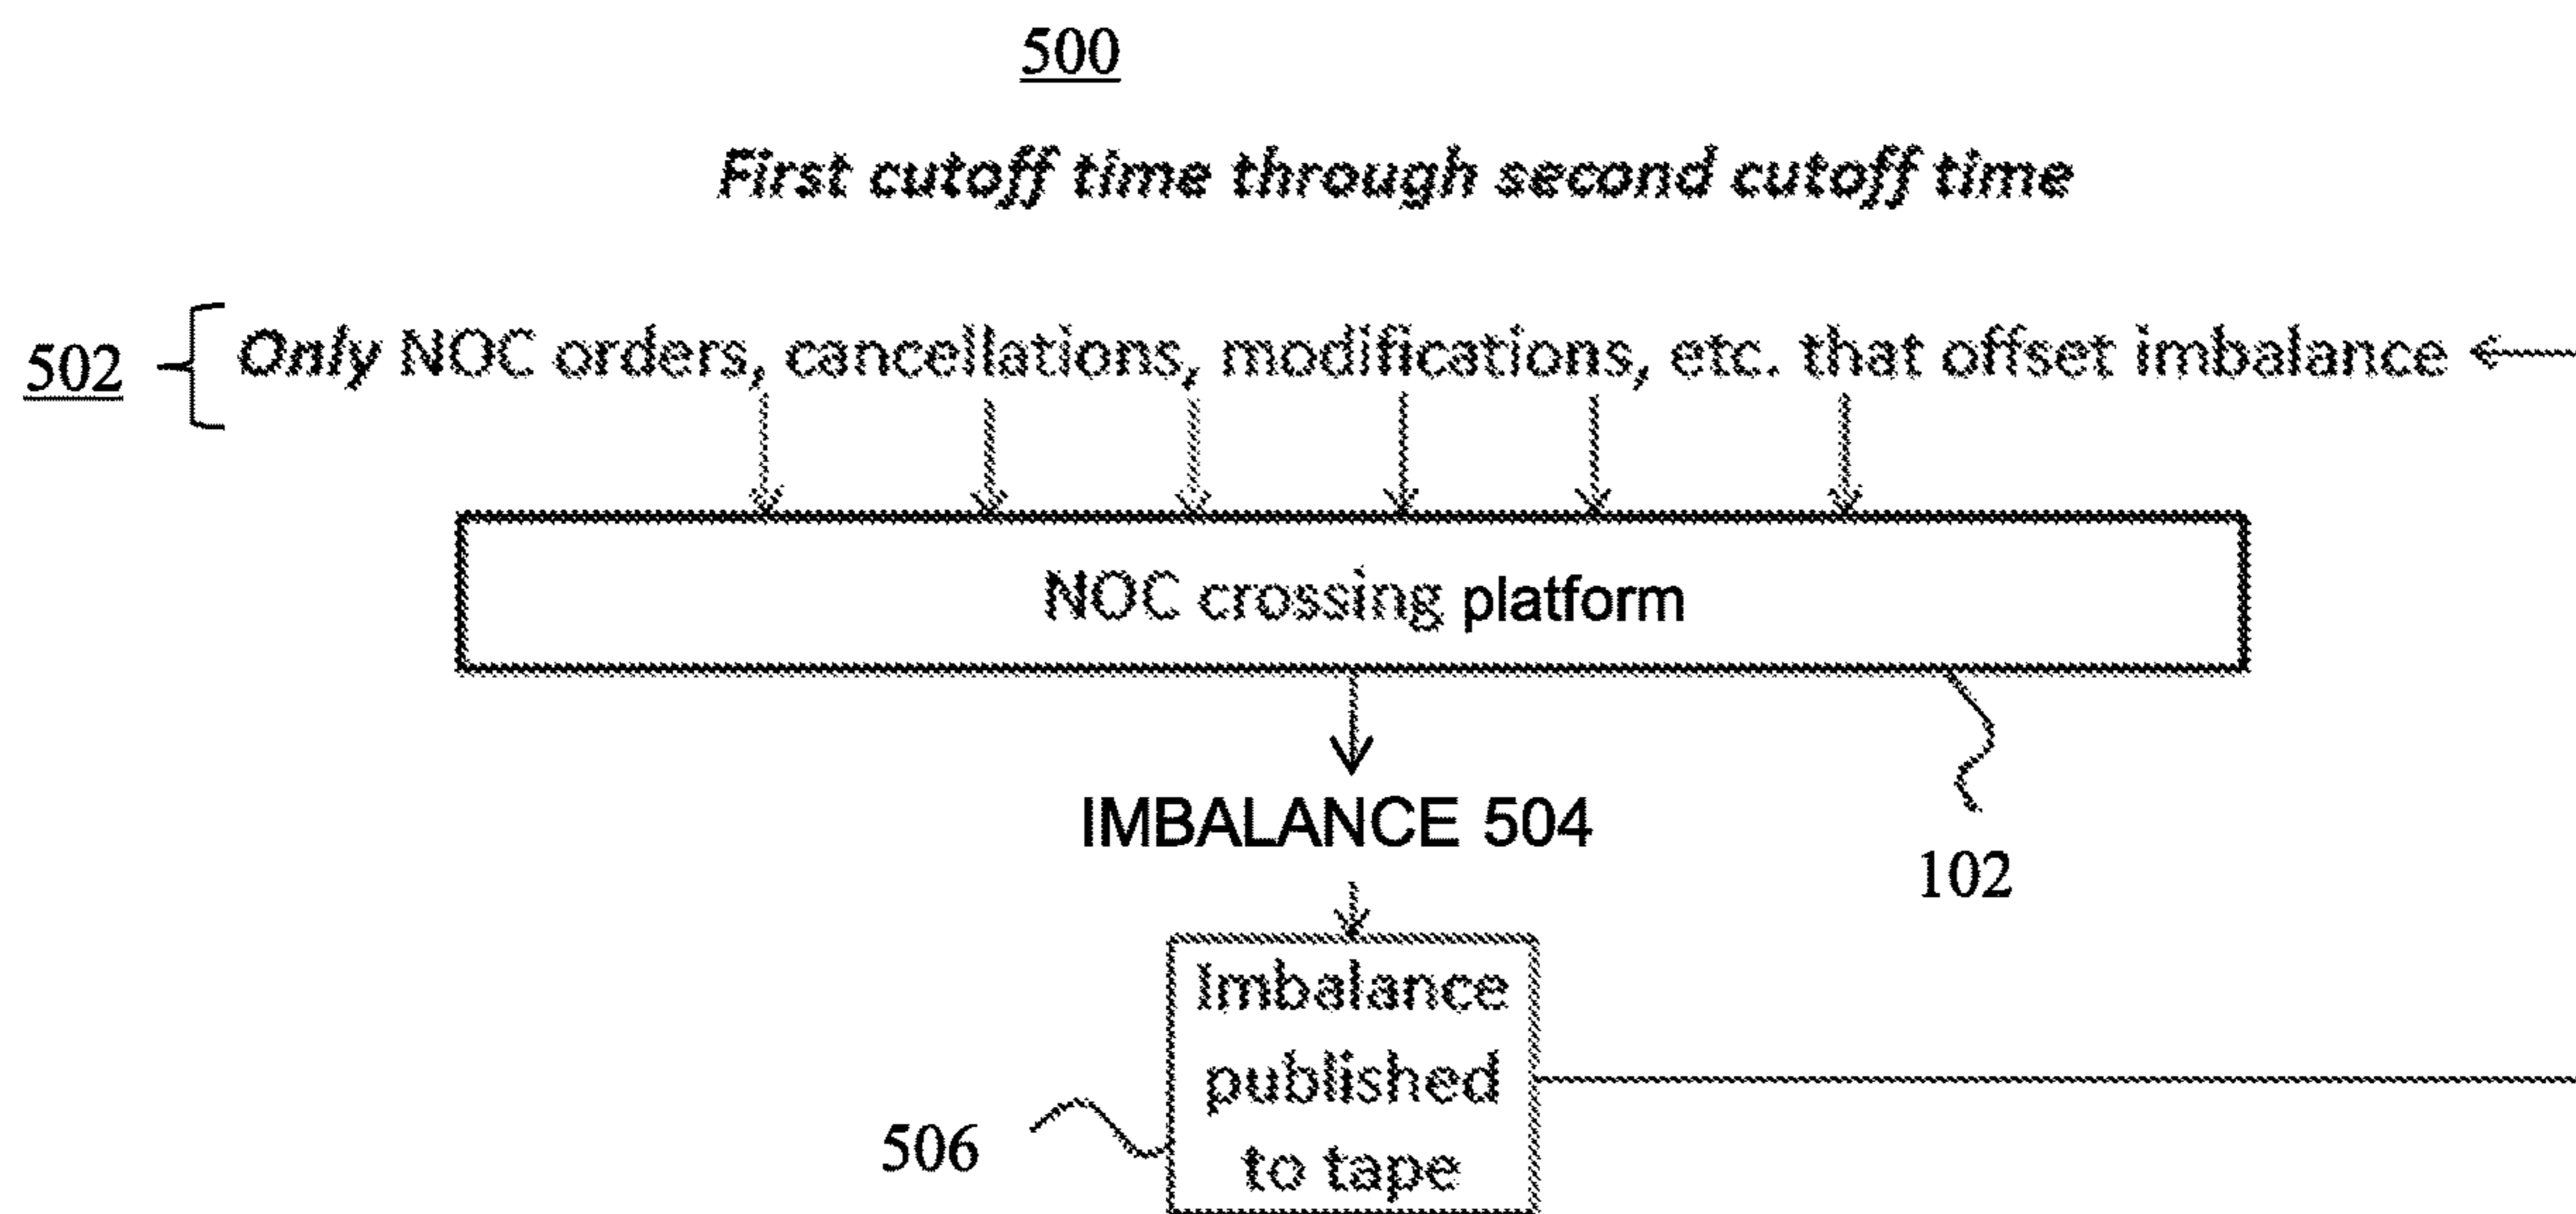 500
First cutoff time through second cutoff time
502
Only NOC orders, cancellations, modifications, etc. that offset imbalance
NOC crossing platform
IMBALANCE 504
102
Imbalance
published
to tape
506